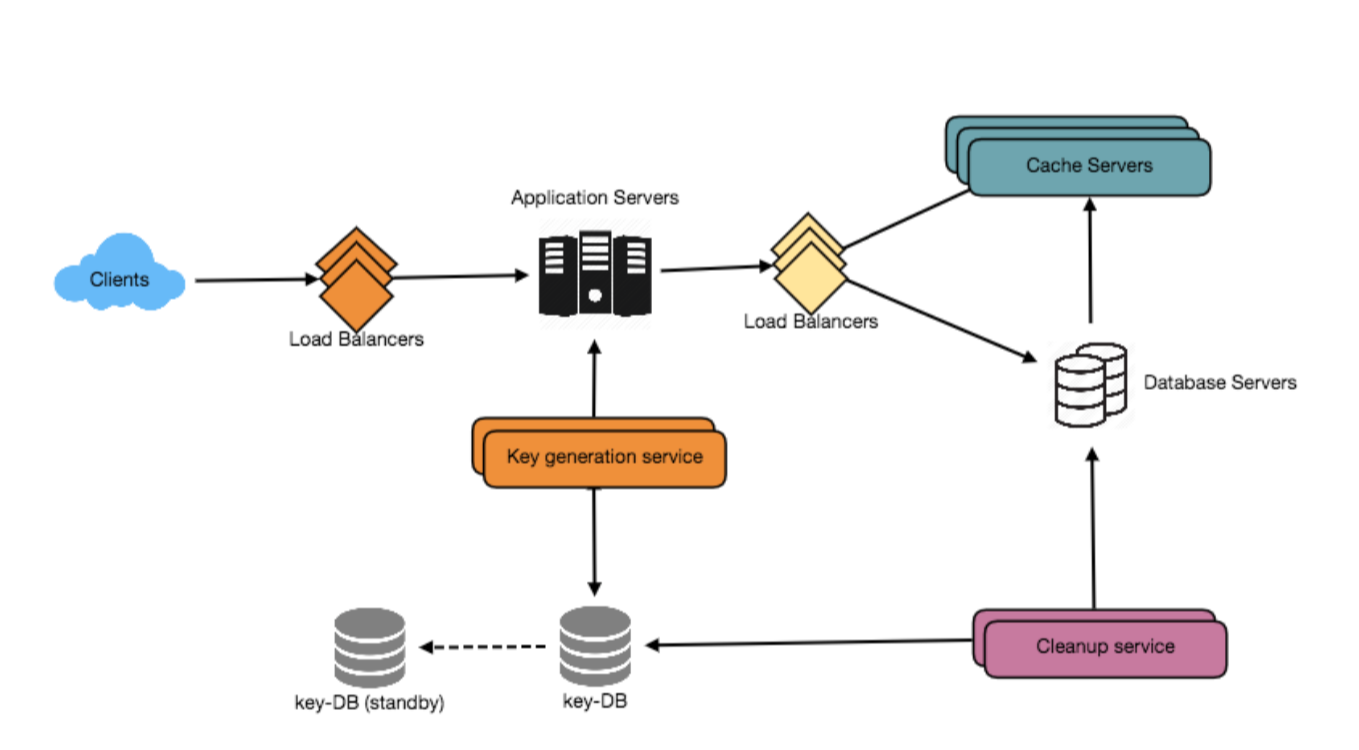 Cache Servers
Application Servers
Clients
Load Balancers
Load Balancers
Database Servers
Key generation service
Cleanup service
key-DB (standby)
key-DB